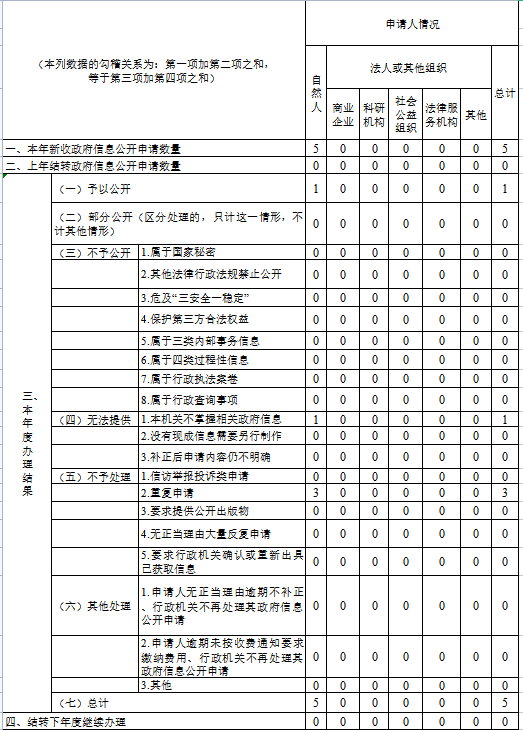 （本列数据的勾稽关系为：第一项加第二项之和，
等于第三项加第四项之和）
申请人情况
自然人
法人或其他组织
总计
商业企业
科研机构
社会公益组织
法律服务机构
其他
一、本年新收政府信息公开申请数量 5 0 0 0 0 0 5
二、上年结转政府信息公开申请数量 0 0 0 0 0 0 0
三、本年度办理结果
（一）予以公开 1 0 0 0 0 0 1
（二）部分公开（区分处理的，只计这一情形，不
计其他情形） 0 0 0 0 0 0 0
（三）不予公开 1.属于国家秘密 0 0 0 0 0 0 0
2.其他法律行政法规禁止公开 0 0 0 0 0 0 0
3.危及“三安全一稳定” 0 0 0 0 0 0 0
4.保护第三方合法权益 0 0 0 0 0 0 0
5.属于三类内部事务信息 0 0 0 0 0 0 0
6.属于四类过程性信息 0 0 0 0 0 0 0
7.属于行政执法案卷 0 0 0 0 0 0 0
8.属于行政查询事项 0 0 0 0 0 0 0
（四）无法提供 1.本机关不掌握相关政府信息 1 0 0 0 0 0 1
2.没有现成信息需要另行制作 0 0 0 0 0 0 0
3.补正后申请内容仍不明确 0 0 0 0 0 0 0
（五）不予处理 1.信访举报投诉类申请 0 0 0 0 0 0 0
2.重复申请 3 0 0 0 0 0 3
3.要求提供公开出版物 0 0 0 0 0 0 0
4.无正当理由大量反复申请 0 0 0 0 0 0 0
5.要求行政机关确认或重新出具
已获取信息 0 0 0 0 0 0 0
（六）其他处理 1.申请人无正当理由逾期不补正
、行政机关不再处理其政府信息
公开申请 0 0 0 0 0 0 0
2.申请人逾期未按收费通知要求
缴纳费用、行政机关不再处理其
政府信息公开申请 0 0 0 0 0 0 0
3.其他 0 0 0 0 0 0 0
（七）总计 5 0 0 0 0 0 5
四、结转下年度继续办理 0 0 0 0 0 0 0